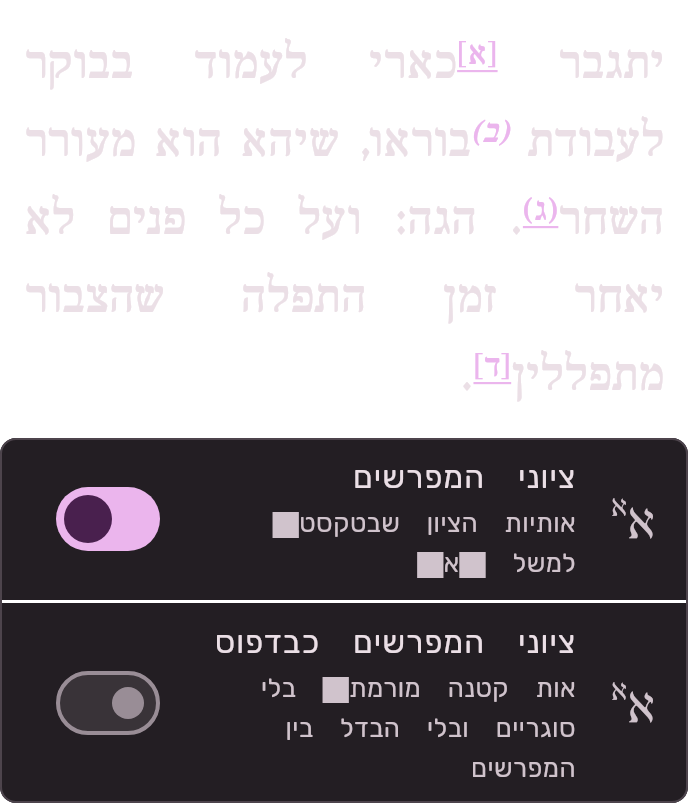 יתגבר [א]כארי לעמוד בבוקר
לעבודת (ב)בוראו, שיהא הוא מעורר
השחר(ג). הגה: ועל כל פנים לא
יאחר זמן התפלה שהצבור
מתפללין[ד].
ציוני המפרשים
אותיות הציון שבטקסט
למשל א
ציוני המפרשים כבדפוס
אות קטנה מורמת בלי
סוגריים ובלי הבדל בין
המפרשים
אא
אא